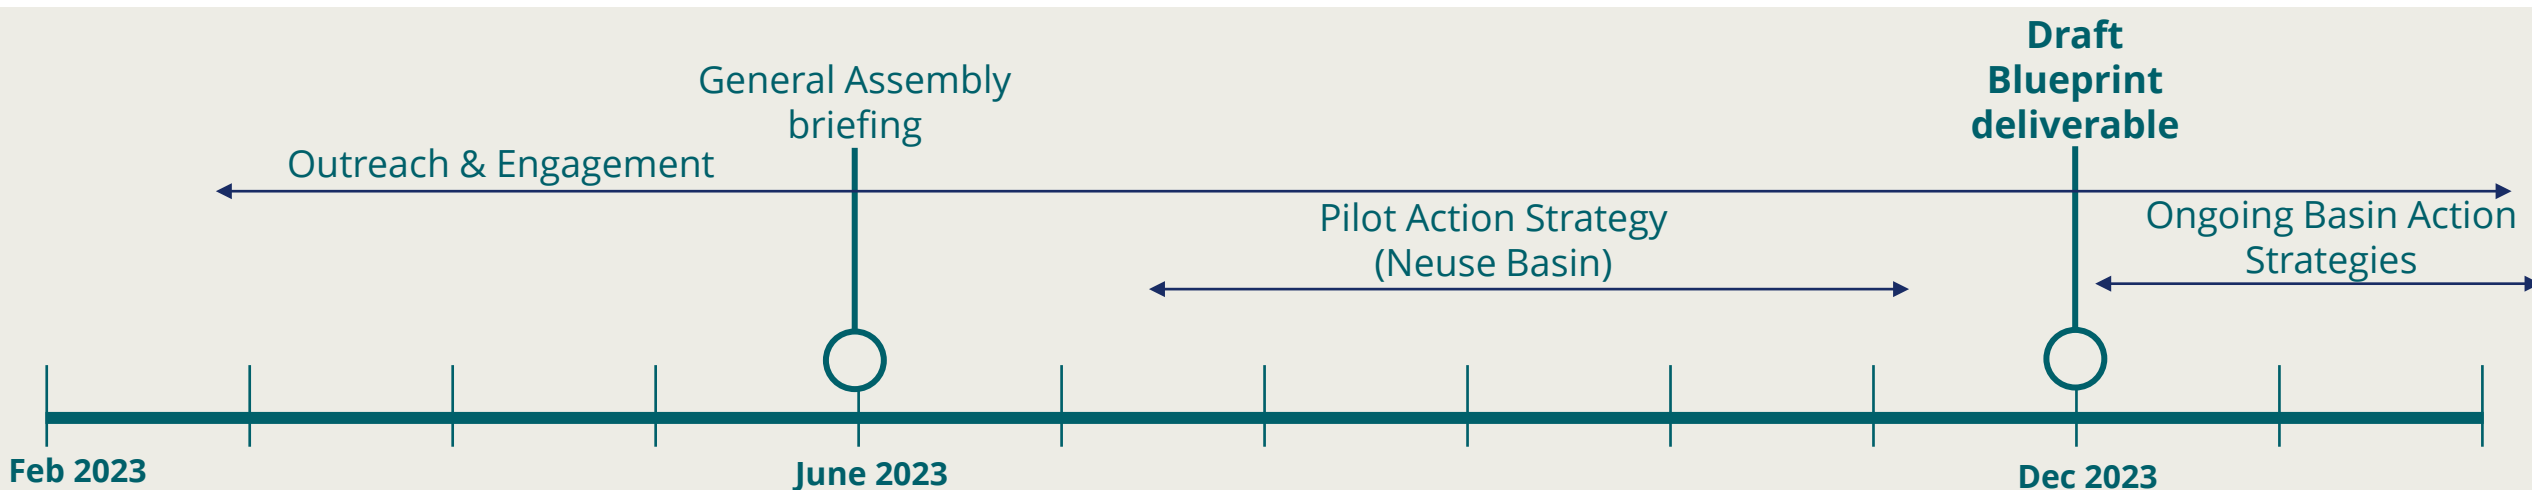 Draft
Blueprint
deliverable
General Assembly
briefing
Outreach & Engagement
Pilot Action Strategy
(Neuse Basin)
Ongoing Basin Action
Strategies
Feb 2023
June 2023
Dec 2023